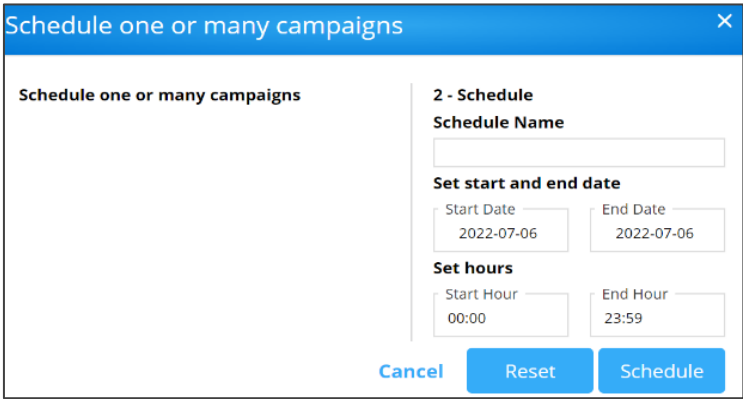 Schedule one or many campaigns
Schedule one or many campaigns
2 - Schedule
Schedule Name
Set start and end date
Start Date
End Date
2022-07-06
2022-07-06
Set hours
Start Hour
End Hour
00:00
23:59
Cancel
Reset
Schedule